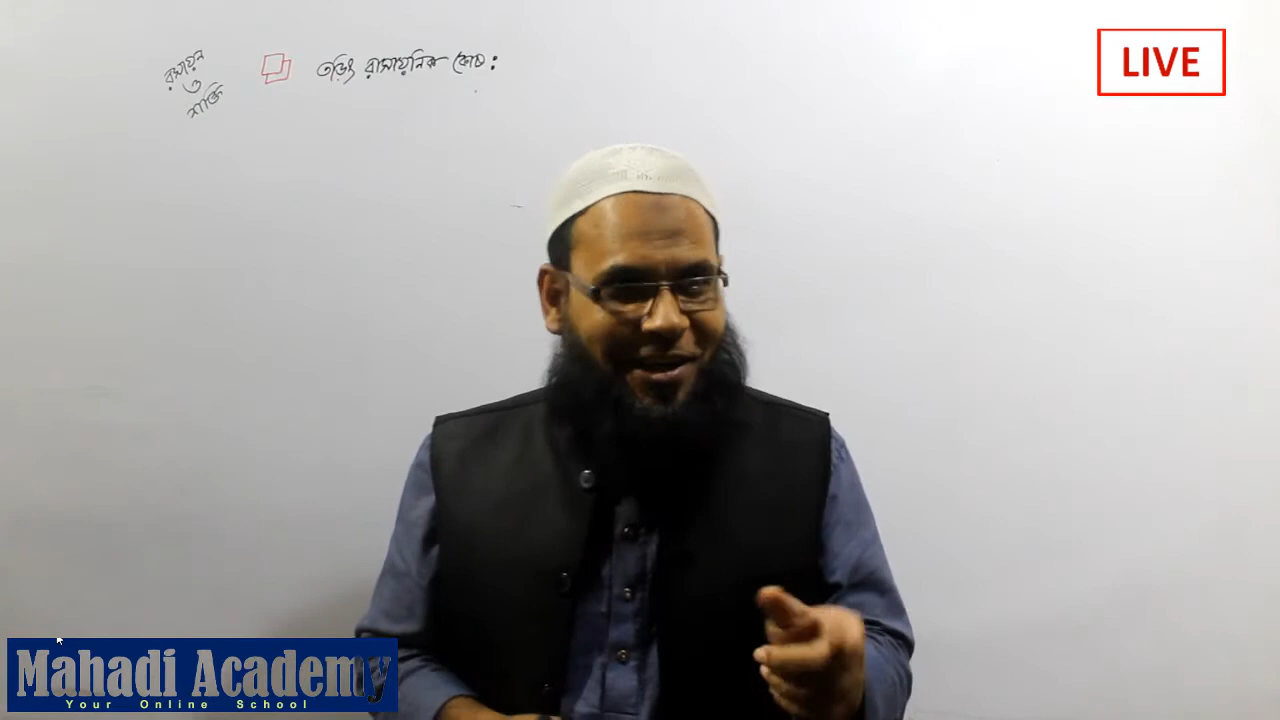 রসায়ন
ও
শক্তি
তড়িৎ রাসায়নিক কোষ :
LIVE
Mahadi Academy
Your Online School